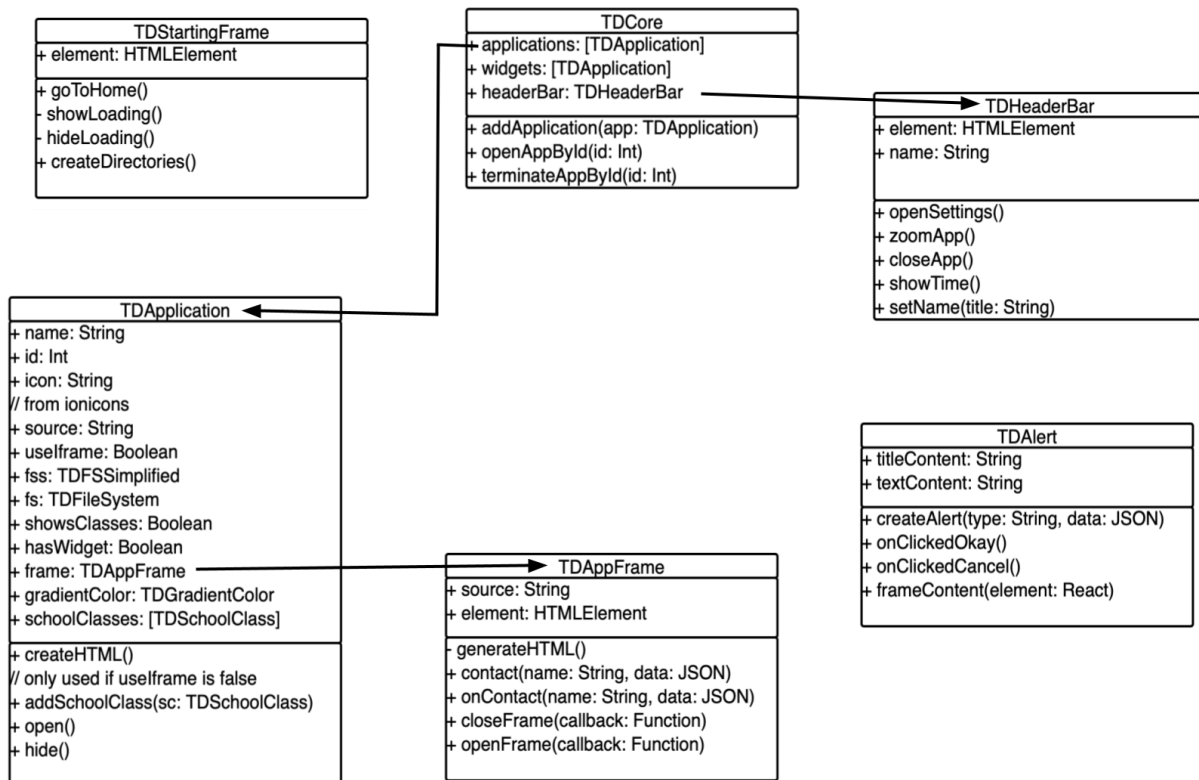 TDStartingFrame
+ element: HTMLElement
+ goToHome()
- showLoading()
- hideLoading()
+ createDirectories()
TDCore
+ applications: [TDApplication]
+ widgets: [TDApplication]
+ headerBar: TDHeaderBar
+ addApplication(app: TDApplication)
+ openAppById(id: Int)
+ terminateAppById(id: Int)
TDHeaderBar
+ element: HTMLElement
+ name: String
+ openSettings()
+ zoomApp()
+ closeApp()
+ showTime()
+ setName(title: String)
TDApplication
+ name: String
+ id: Int
+ icon: String
// from ionicons
+ source: String
+ useIframe: Boolean
+ fss: TDFSSimplified
+ fs: TDFileSystem
+ showsClasses: Boolean
+ hasWidget: Boolean
+ frame: TDAppFrame
+ gradientColor: TDGradientColor
+ schoolClasses: [TDSchoolClass]
+ createHTML()
// only used if useIframe is false
+ addSchoolClass(sc: TDSchoolClass)
+ open()
+ hide()
TDAppFrame
+ source: String
+ element: HTMLElement
- generateHTML()
+ contact(name: String, data: JSON)
+ onContact(name: String, data: JSON)
+ closeFrame(callback: Function)
+ openFrame(callback: Function)
TDAlert
+ titleContent: String
+ textContent: String
+ createAlert(type: String, data: JSON)
+ onClickedOkay()
+ onClickedCancel()
+ frameContent(element: React)